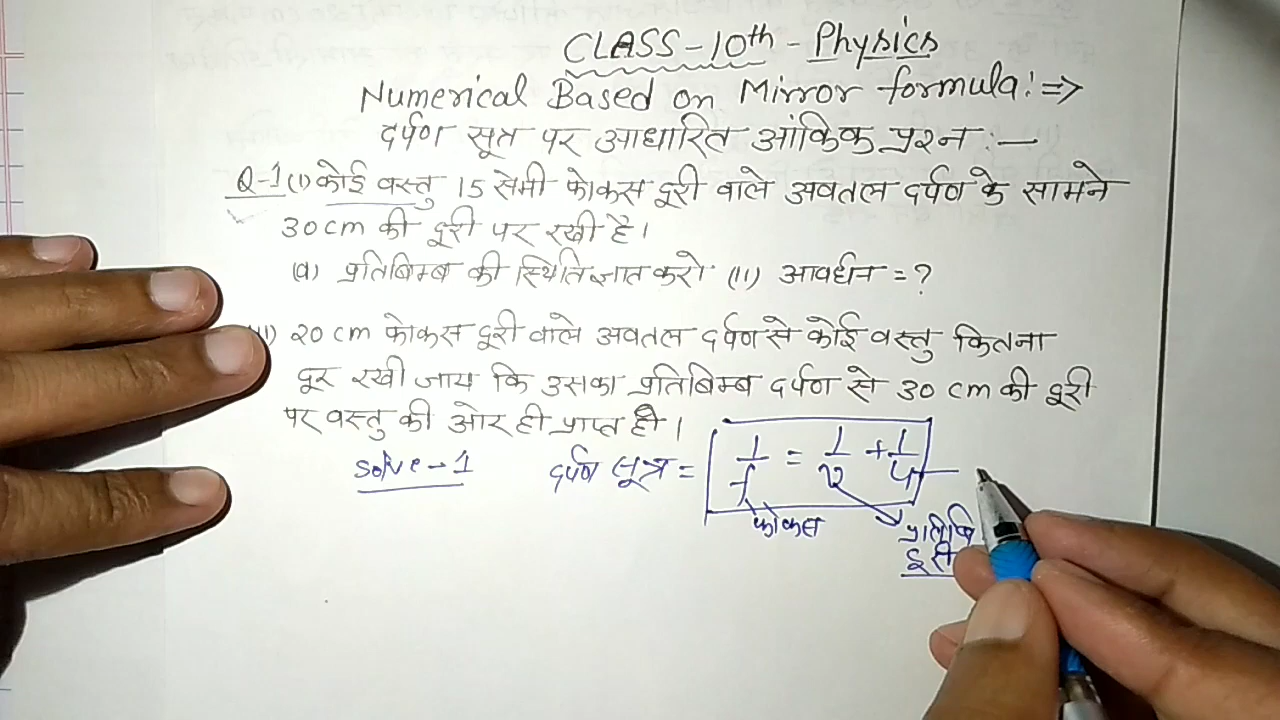 CLASS-10th-Physics
Numerical Based on Mirror formula:⇒
दर्पण सूत्र पर आधारित आंकिक प्रश्न:—
Q-1 (i) कोई वस्तु 15 सेमी फोकस दूरी वाले अवतल दर्पण के सामने
30 cm की दूरी पर रखी है।
(a) प्रतिबिम्ब की स्थिति ज्ञात करो (ii) आवर्धन = ?
20 cm फोकस दूरी वाले अवतल दर्पण से कोई वस्तु कितना
दूर रखी जाय कि उसका प्रतिबिम्ब दर्पण से 30 cm की दूरी
पर वस्तु की ओर ही प्राप्त हो।
Solve-1 दर्पण सूत्र = 1/f = 1/v + 1/u
फोकस
दूरी